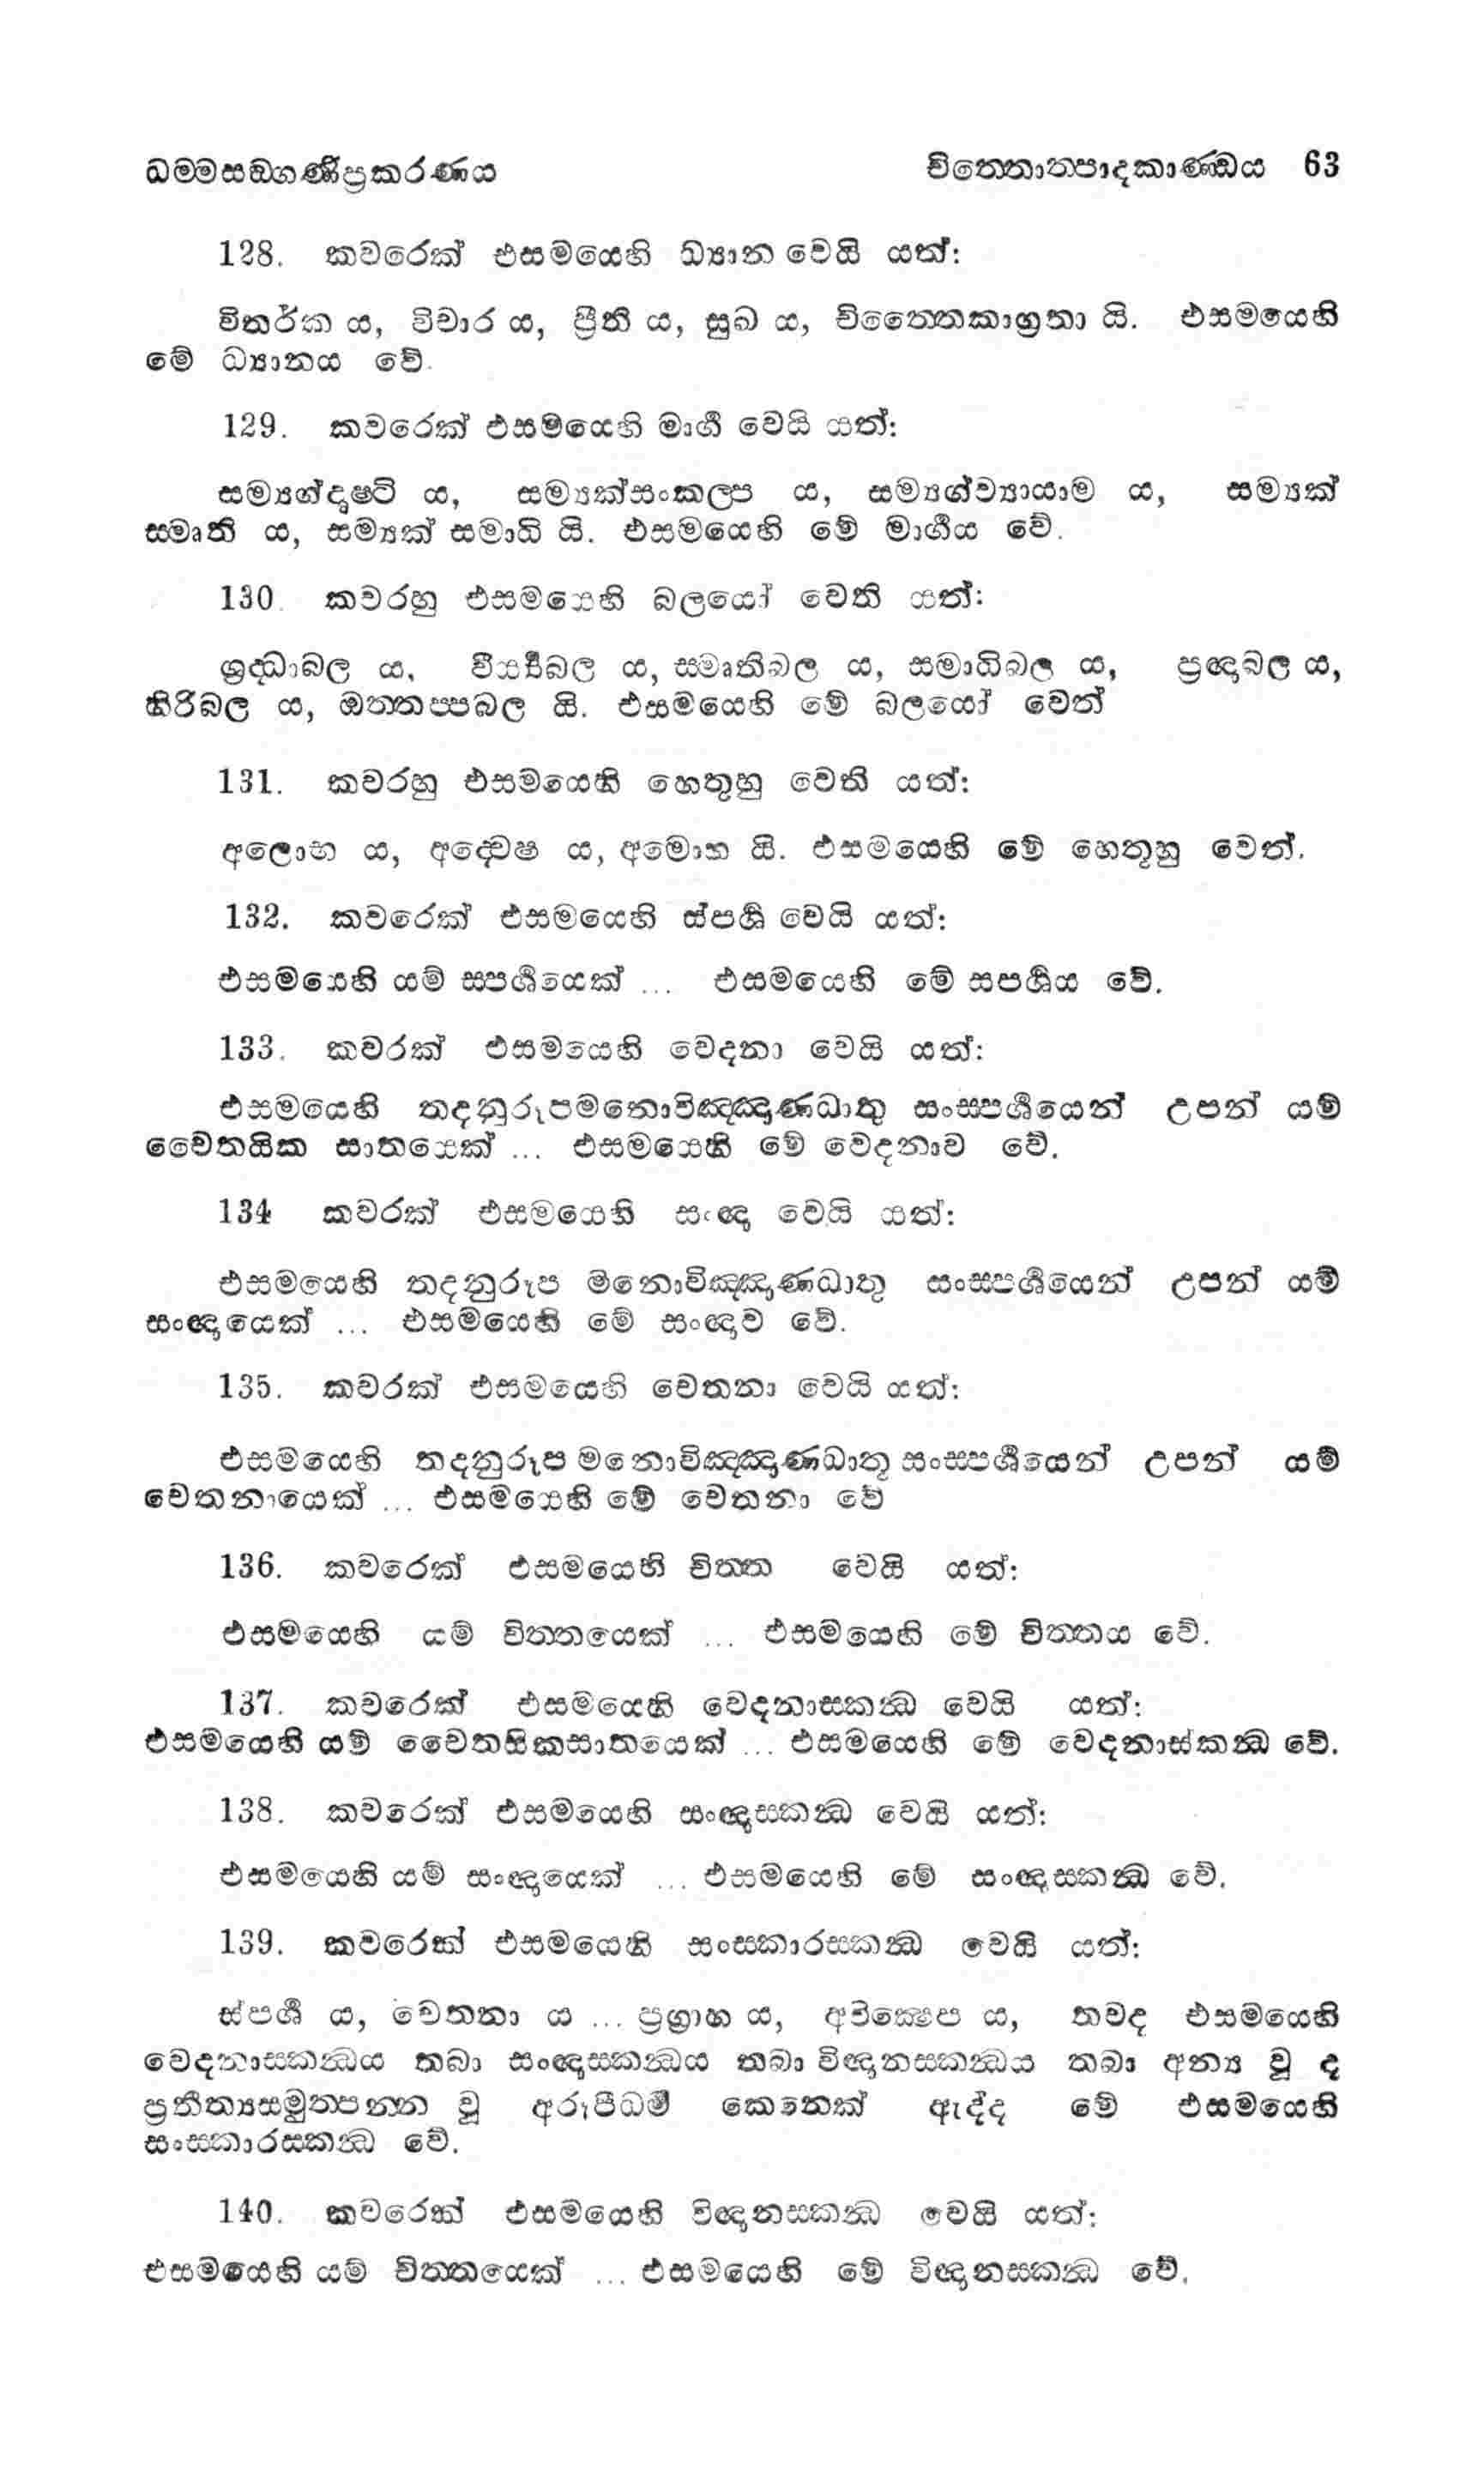 ධම්මසඞ්ගණිප්‍රකරණය
චිත්තොත්පාදකාණ්ඩය 63
128. කවරෙක් එසමයෙහි ධ්‍යාන වෙයි යත්:
විතර්ක ය, විචාර ය, ප්‍රීති ය, සුඛ ය, චිත්තෛකාග්‍රතා යි. එසමයෙහි
මේ ධ්‍යානය වේ.
129. කවරෙක් එසමයෙහි මාර්ග වෙයි යත්:
සම්‍යග්දෘෂ්ටි ය, සම්‍යක්සංකල්ප ය, සම්‍යග්ව්‍යායාම ය, සම්‍යක්
ස්මෘති ය, සම්‍යක් සමාධි යි. එසමයෙහි මේ මාර්ගය වේ.
130. කවරහු එසමයෙහි බලයෝ වෙති යත්:
ශ්‍රද්ධාබල ය, වීර්‍ය්‍යබල ය, ස්මෘතිබල ය, සමාධිබල ය, ප්‍රඥාබල ය,
හිරිබල ය, ඔත්තප්පබල යි. එසමයෙහි මේ බලයෝ වෙත්
131. කවරහු එසමයෙහි හෙතුහු වෙති යත්:
අලොභ ය, අද්වෙෂ ය, අමොහ යි. එසමයෙහි මේ හෙතූහු වෙත්.
132. කවරෙක් එසමයෙහි ස්පර්‍ශ වෙයි යත්:
එසමයෙහි යම් ස්පර්‍ශයෙක් ... එසමයෙහි මේ ස්පර්‍ශය වේ.
133. කවරක් එසමයෙහි වෙදනා වෙයි යත්:
එසමයෙහි තදනුරූපමනොවිඤ්ඤාණධාතු සංස්පර්‍ශයෙන් උපන් යම්
චෛතසික සාතයෙක් ... එසමයෙහි මේ වෙදනාව වේ.
134 කවරක් එසමයෙහි සංඥා වෙයි යත්:
එසමයෙහි තදනුරූප මනොවිඤ්ඤාණධාතු සංස්පර්‍ශයෙන් උපන් යම්
සංඥායෙක් ... එසමයෙහි මේ සංඥාව වේ.
135. කවරක් එසමයෙහි චෙතනා වෙයි යත්:
එසමයෙහි තදනුරූප මනොවිඤ්ඤාණධාතූ සංස්පර්‍ශයෙන් උපන් යම්
චෙතනායෙක් ... එසමයෙහි මේ චෙතනා වේ
136. කවරෙක් එසමයෙහි චිත්ත වෙයි යත්:
එසමයෙහි යම් චිත්තයෙක් ... එසමයෙහි මේ චිත්තය වේ.
137. කවරෙක් එසමයෙහි වෙදනාස්කන්‍ධ වෙයි යත්:
එසමයෙහි යම් චෛතසිකසාතයෙක් ... එසමයෙහි මේ වෙදනාස්කන්‍ධ වේ.
138. කවරෙක් එසමයෙහි සංඥාස්කන්‍ධ වෙයි යත්:
එසමයෙහි යම් සංඥායෙක් ... එසමයෙහි මේ සංඥාස්කන්‍ධ වේ.
139. කවරෙක් එසමයෙහි සංස්කාරස්කන්‍ධ වෙයි යත්:
ස්පර්‍ශ ය, චෙතනා ය ... ප්‍රග්‍රාහ ය, අවික්‍ෂෙප ය, තවද එසමයෙහි
වෙදනාස්කන්‍ධය තබා සංඥාස්කන්‍ධය තබා විඥානස්කන්‍ධය තබා අන්‍ය වූ ද
ප්‍රතීත්‍යසමුත්පන්න වූ අරූපීධර්‍ම කෙනෙක් ඇද්ද මේ එසමයෙහි
සංස්කාරස්කන්‍ධ වේ.
140. කවරෙක් එසමයෙහි විඥානස්කන්‍ධ වෙයි යත්:
එසමයෙහි යම් චිත්තයෙක් ... එසමයෙහි මේ විඥානස්කන්‍ධ වේ.